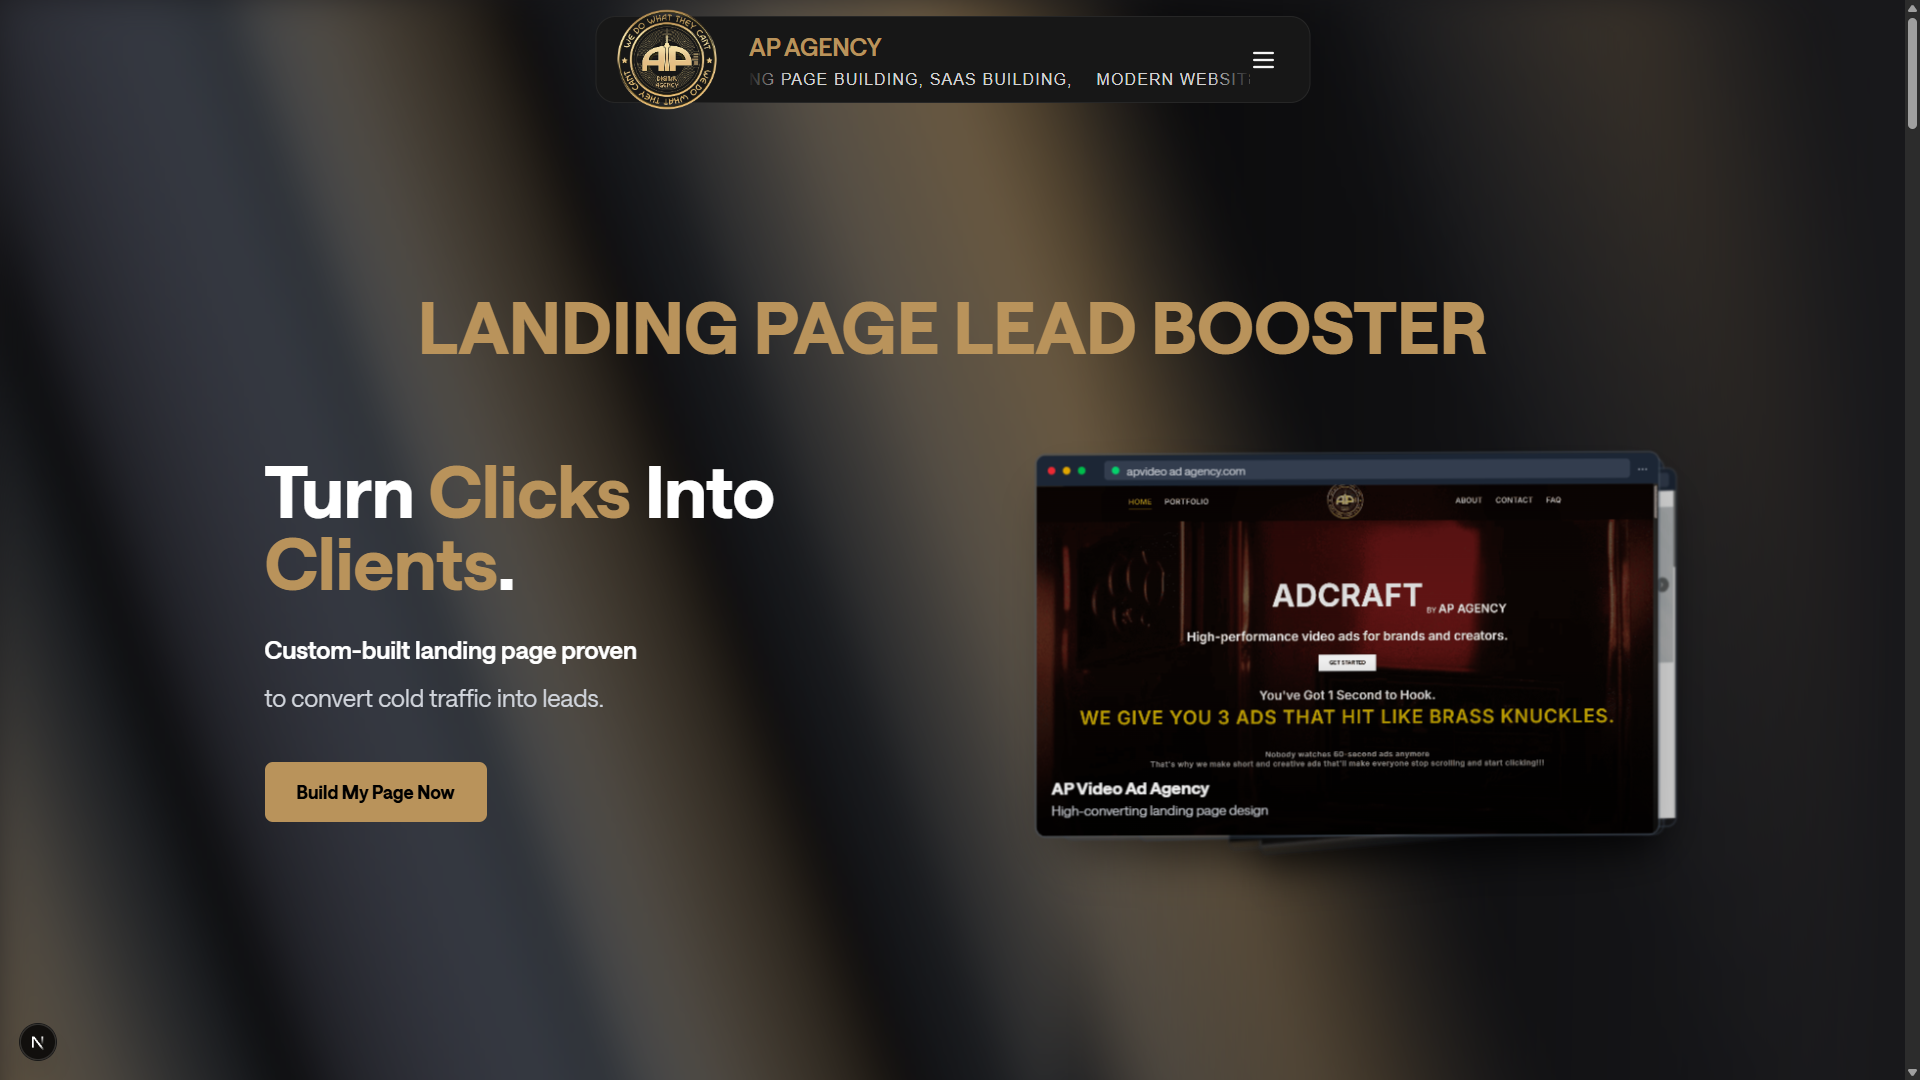 WE DO WHAT THEY CANT
AP
DIGITAL
AGENCY
WE DO WHAT THEY CANT
AP AGENCY
NG PAGE BUILDING, SAAS BUILDING, MODERN WEBSIT
LANDING PAGE LEAD BOOSTER
Turn Clicks Into
Clients.
Custom-built landing page proven
to convert cold traffic into leads.
Build My Page Now
apvideo ad agency.com
HOME PORTFOLIO AP ABOUT CONTACT FAQ
ADCRAFT BY AP AGENCY
High-performance video ads for brands and creators.
GET STARTED
You've Got 1 Second to Hook.
WE GIVE YOU 3 ADS THAT HIT LIKE BRASS KNUCKLES.
Nobody watches 60-second ads anymore
That's why we make short and creative ads that'll make everyone stop scrolling and start clicking!!!
AP Video Ad Agency
High-converting landing page design
N